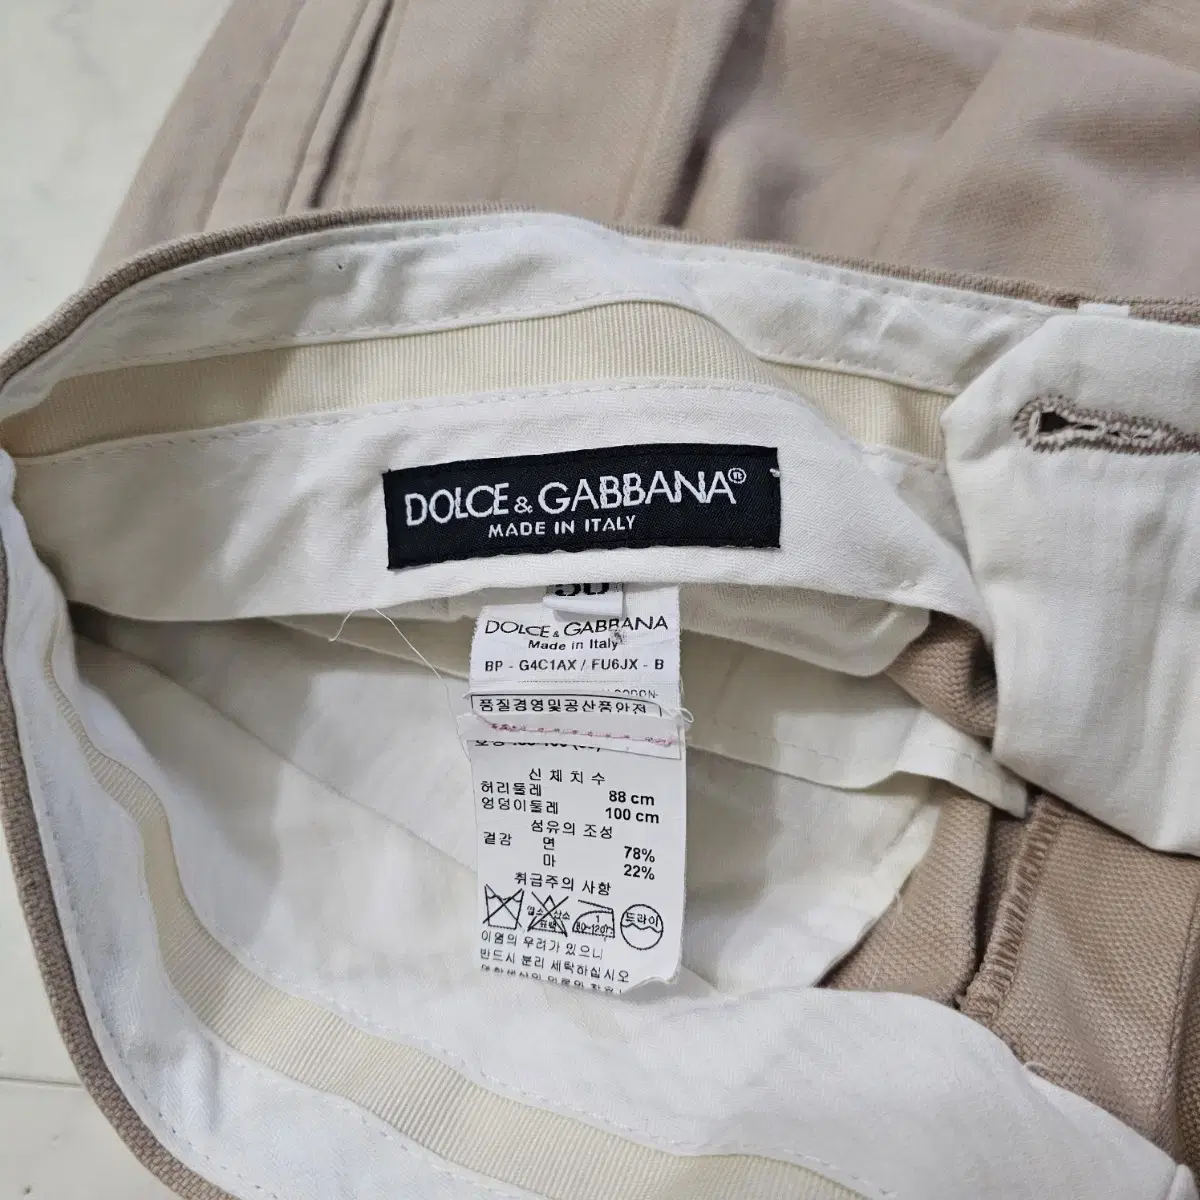 DOLCE & GABBANA®
MADE IN ITALY
DOLCE & GABBANA
Made in Italy
BP - G4C1AX / FU6JX - B
품질경영및공산품안전
신 체 치 수
허리둘레 88 cm
엉덩이둘레 100 cm
섬유의 조성
겉감 면 78%
마 22%
취급주의 사항
드라이
이염의 우려가 있으니
반드시 분리 세탁하십시오